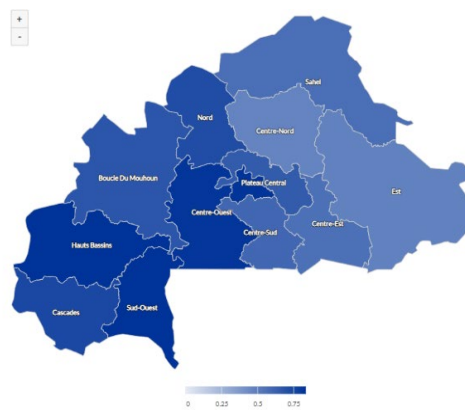 +
-
Sahel
Nord
Centre-Nord
Boucle Du Mouhoun
Plateau Central
Est
Centre-Ouest
Centre-Est
Centre-Sud
Hauts Bassins
Sud-Ouest
Cascades
0 0.25 0.5 0.75